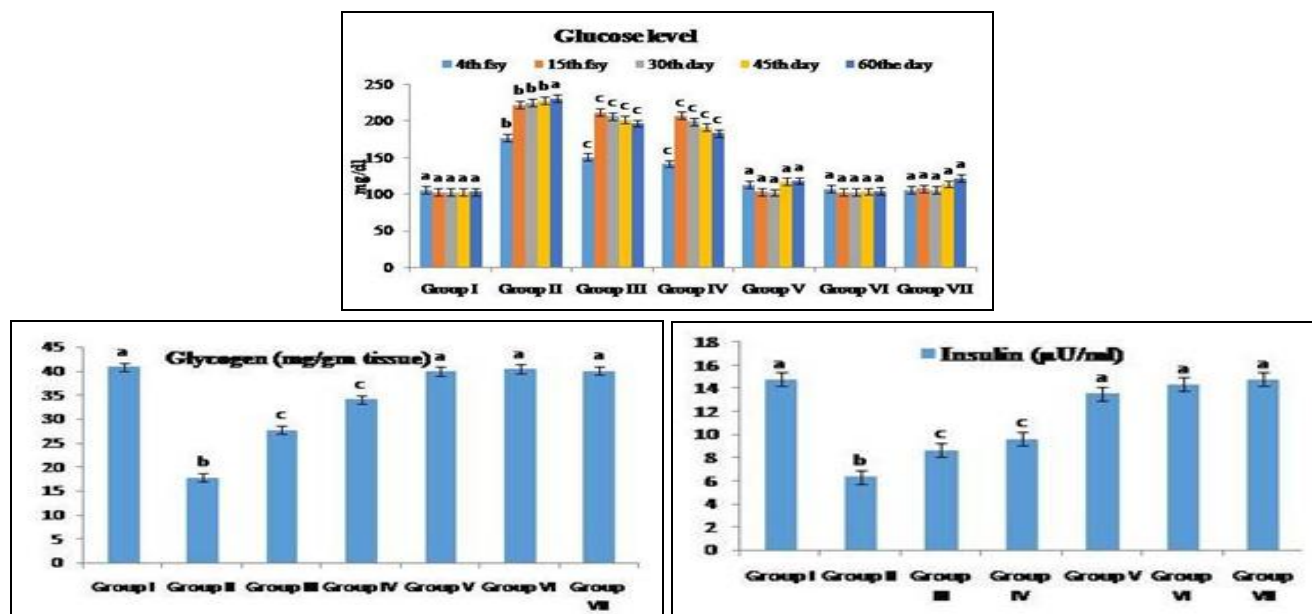 Glucose level
4th fsy 15th fsy 30th day 45th day 60the day
250
200
150
100
50
0
mg/dl
a a a a a
b b b b a
c c c c c
c c c c c
a a a a a
a a a a a
a a a a a
Group I Group II Group III Group IV Group V Group VI Group VII
Glycogen (mg/gm tissue)
45
40
35
30
25
20
15
10
5
0
a b c c a a a
Group I Group II Group III Group IV Group V Group VI Group VII
Insulin (µU/ml)
18
16
14
12
10
8
6
4
2
0
a b c c a a a
Group I Group II Group III Group IV Group V Group VI Group VIII